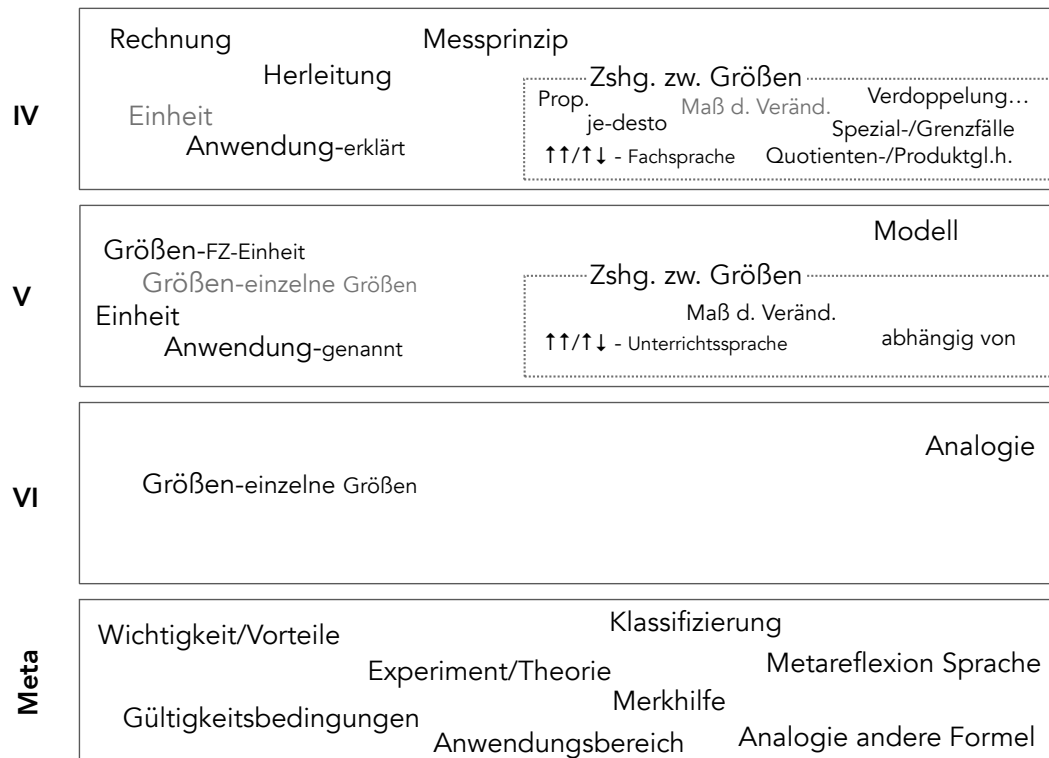 IV
Rechnung
Messprinzip
Herleitung
Einheit
Anwendung-erklärt
Zshg. zw. Größen
Prop.
Maß d. Veränd.
Verdoppelung…
je-desto
Spezial-/Grenzfälle
↑↑/↑↓ - Fachsprache
Quotienten-/Produktgl.h.
V
Modell
Größen-FZ-Einheit
Größen-einzelne Größen
Einheit
Anwendung-genannt
Zshg. zw. Größen
Maß d. Veränd.
↑↑/↑↓ - Unterrichtssprache
abhängig von
VI
Analogie
Größen-einzelne Größen
Meta
Wichtigkeit/Vorteile
Klassifizierung
Experiment/Theorie
Metareflexion Sprache
Merkhilfe
Gültigkeitsbedingungen
Anwendungsbereich
Analogie andere Formel